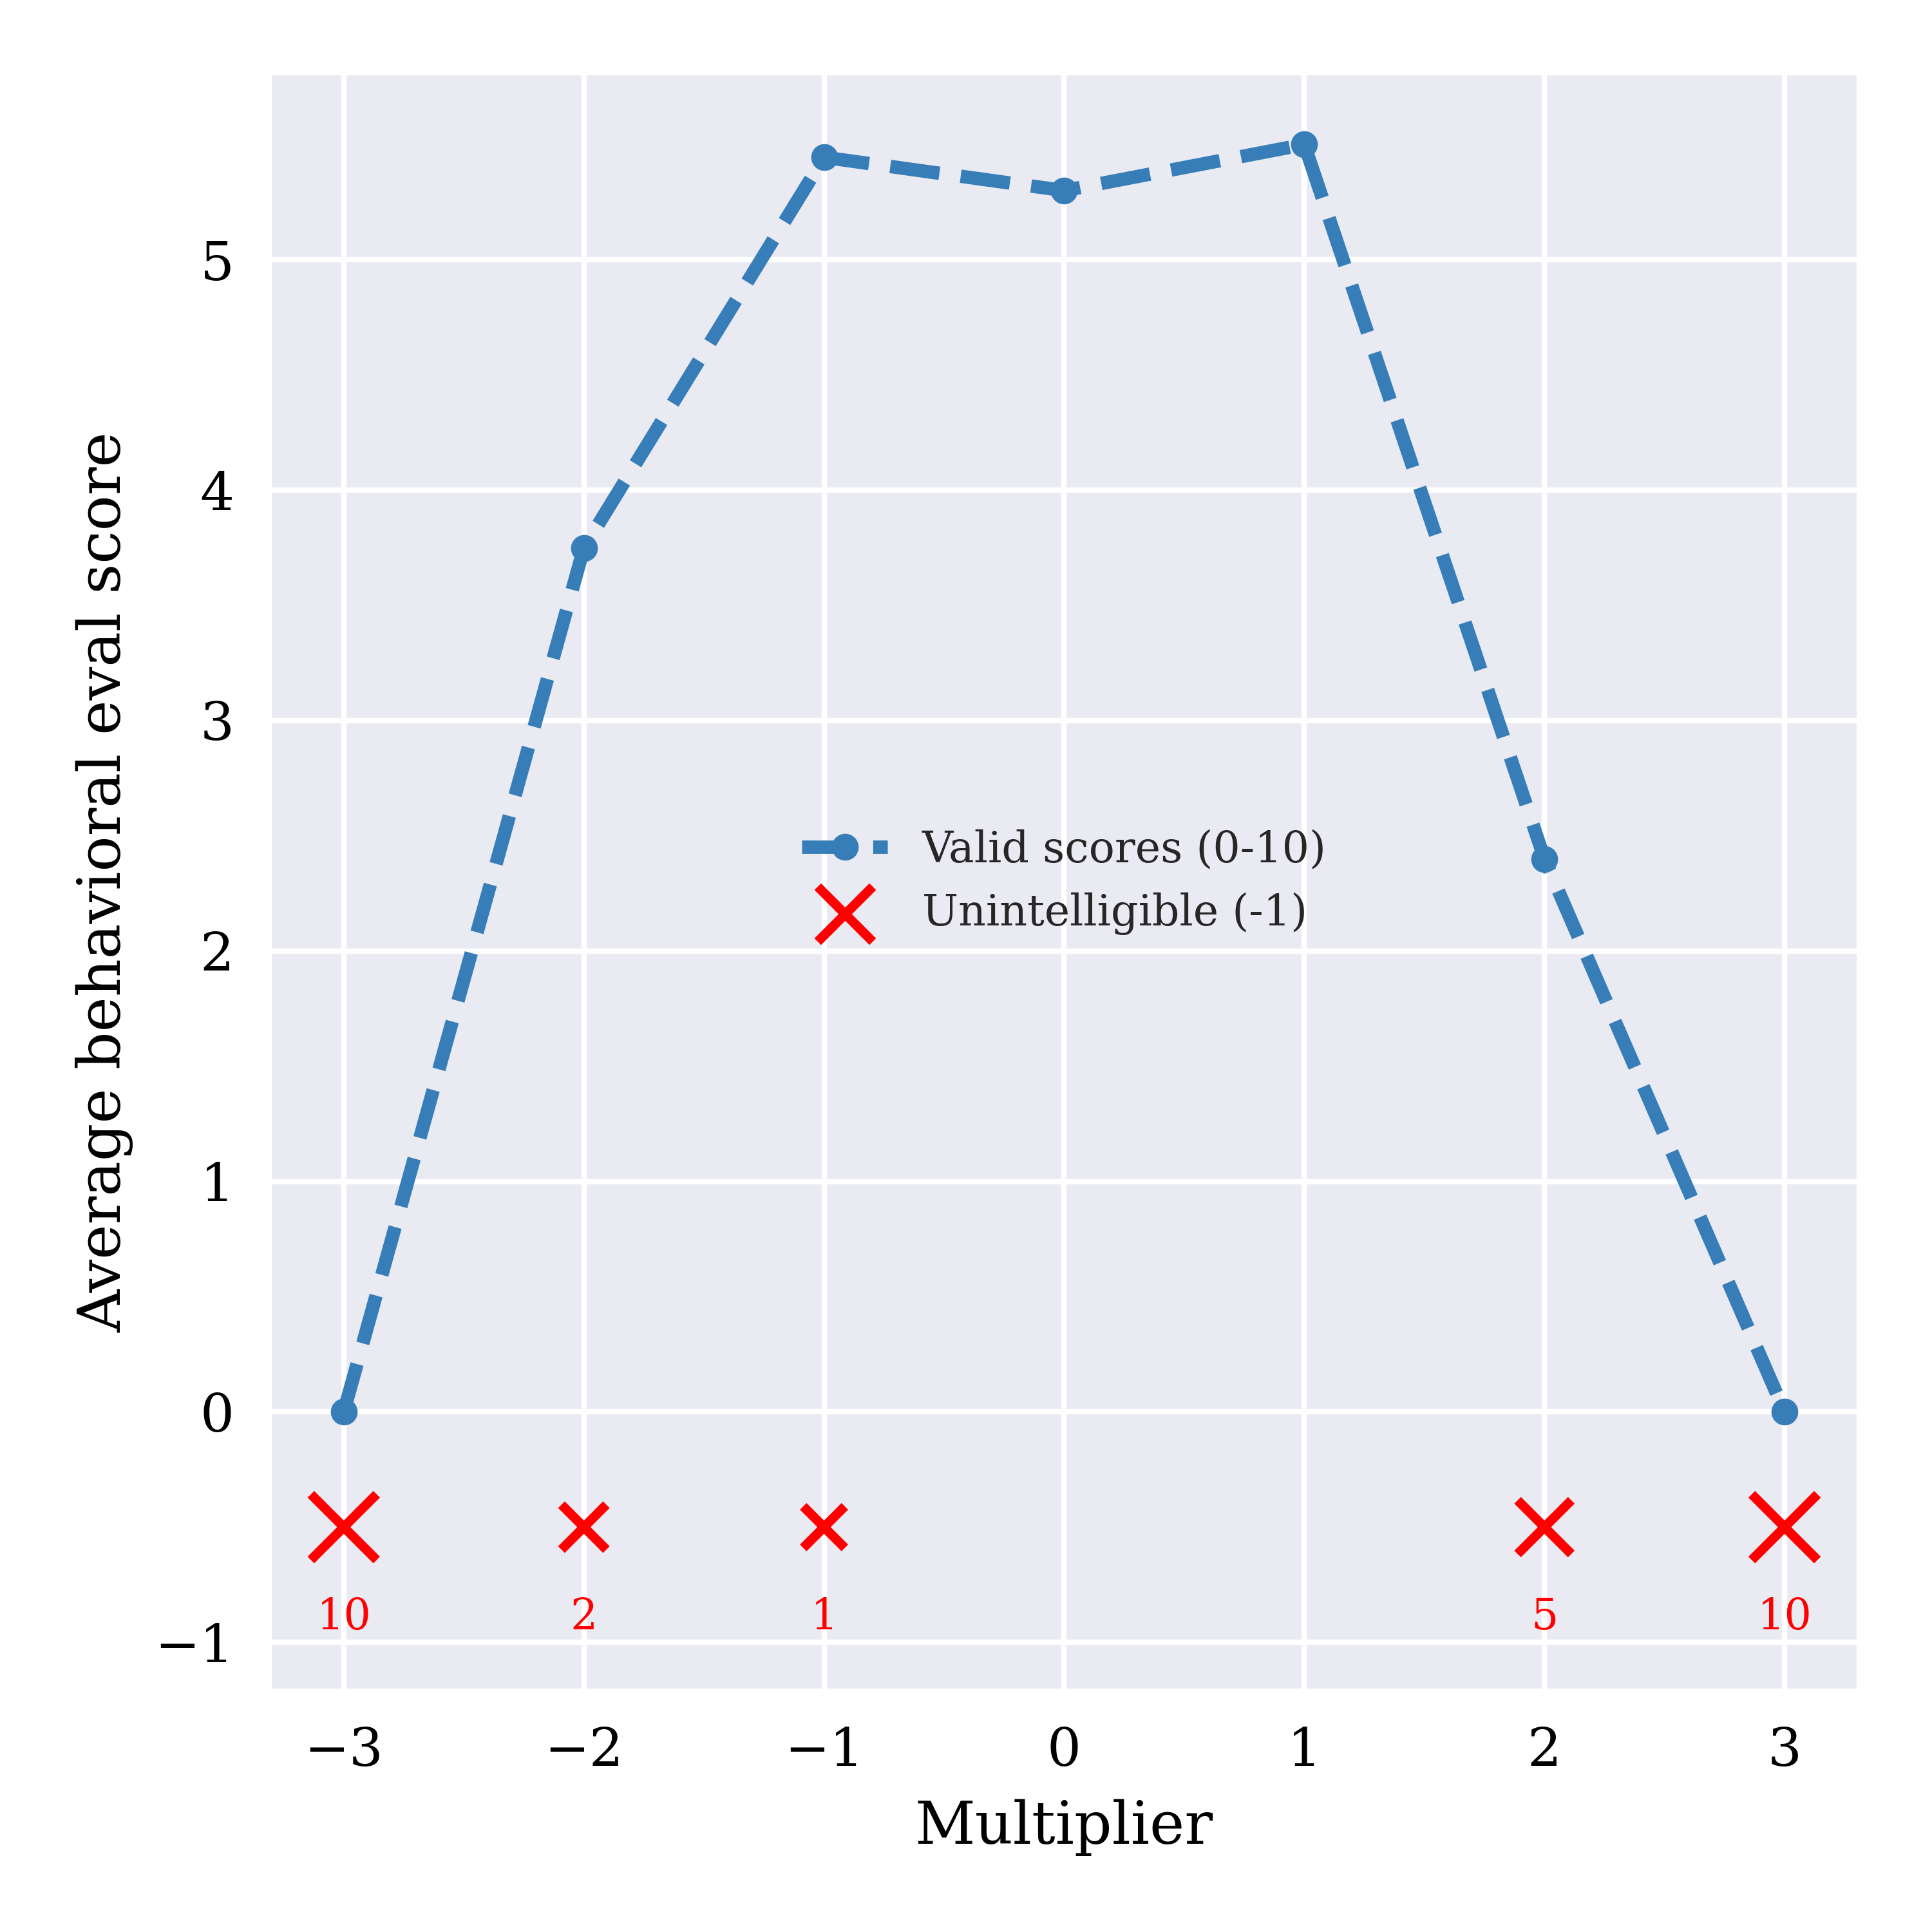 5
4
3
2
1
0
−1
Average behavioral eval score
Valid scores (0-10)
Unintelligible (-1)
10 2 1 5 10
−3 −2 −1 0 1 2 3
Multiplier